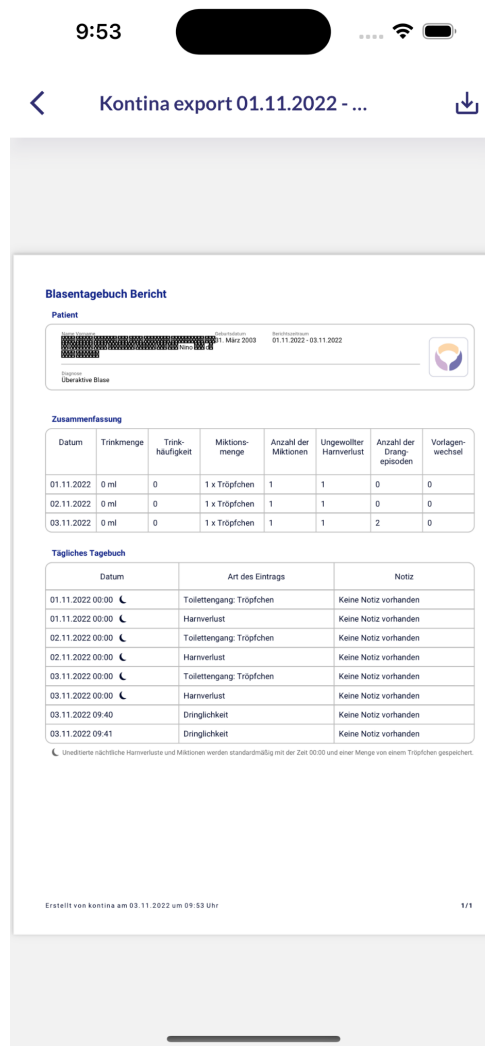 9:53
Kontina export 01.11.2022 - ...
Blasentagebuch Bericht
Patient
Name Vorname Geburtsdatum Berichtszeitraum
Nino 31. März 2003 01.11.2022 - 03.11.2022
Diagnose
Überaktive Blase
Zusammenfassung
Datum Trinkmenge Trink-häufigkeit Miktions-menge Anzahl der Miktionen Ungewollter Harnverlust Anzahl der Drang-episoden Vorlagen-wechsel
01.11.2022 0 ml 0 1 x Tröpfchen 1 1 0 0
02.11.2022 0 ml 0 1 x Tröpfchen 1 1 0 0
03.11.2022 0 ml 0 1 x Tröpfchen 1 1 2 0
Tägliches Tagebuch
Datum Art des Eintrags Notiz
01.11.2022 00:00 Toilettengang: Tröpfchen Keine Notiz vorhanden
01.11.2022 00:00 Harnverlust Keine Notiz vorhanden
02.11.2022 00:00 Toilettengang: Tröpfchen Keine Notiz vorhanden
02.11.2022 00:00 Harnverlust Keine Notiz vorhanden
03.11.2022 00:00 Toilettengang: Tröpfchen Keine Notiz vorhanden
03.11.2022 00:00 Harnverlust Keine Notiz vorhanden
03.11.2022 09:40 Dringlichkeit Keine Notiz vorhanden
03.11.2022 09:41 Dringlichkeit Keine Notiz vorhanden
Uneditierte nächtliche Harnverluste und Miktionen werden standardmäßig mit der Zeit 00:00 und einer Menge von einem Tröpfchen gespeichert.
Erstellt von kontina am 03.11.2022 um 09:53 Uhr 1/1